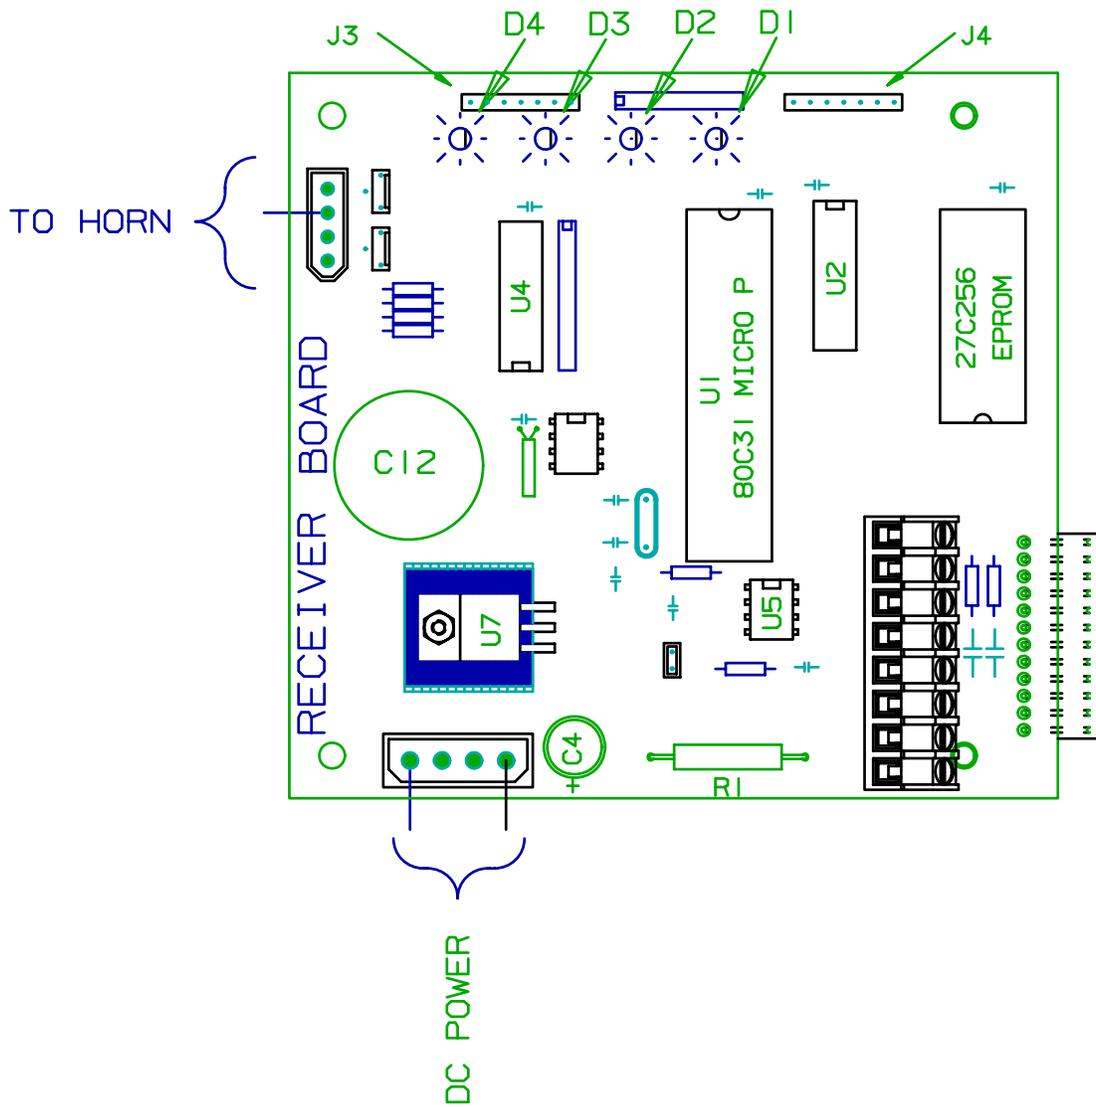 J3
D4
D3
D2
D1
J4
TO HORN
U4
U1
80C31 MICRO P
U2
27C256
EPROM
RECEIVER BOARD
C12
U7
U5
C4
+
R1
DC POWER